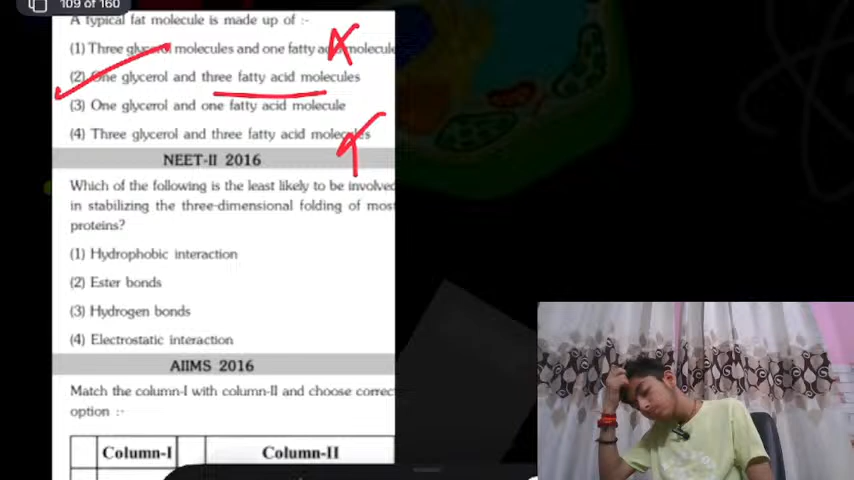 109 of 160
A typical fat molecule is made up of :-
(1) Three glycerol molecules and one fatty acid molecule
(2) One glycerol and three fatty acid molecules
(3) One glycerol and one fatty acid molecule
(4) Three glycerol and three fatty acid molecules
NEET-II 2016
Which of the following is the least likely to be involved
in stabilizing the three-dimensional folding of most
proteins?
(1) Hydrophobic interaction
(2) Ester bonds
(3) Hydrogen bonds
(4) Electrostatic interaction
AIIMS 2016
Match the column-I with column-II and choose correc
option :-
Column-I Column-II